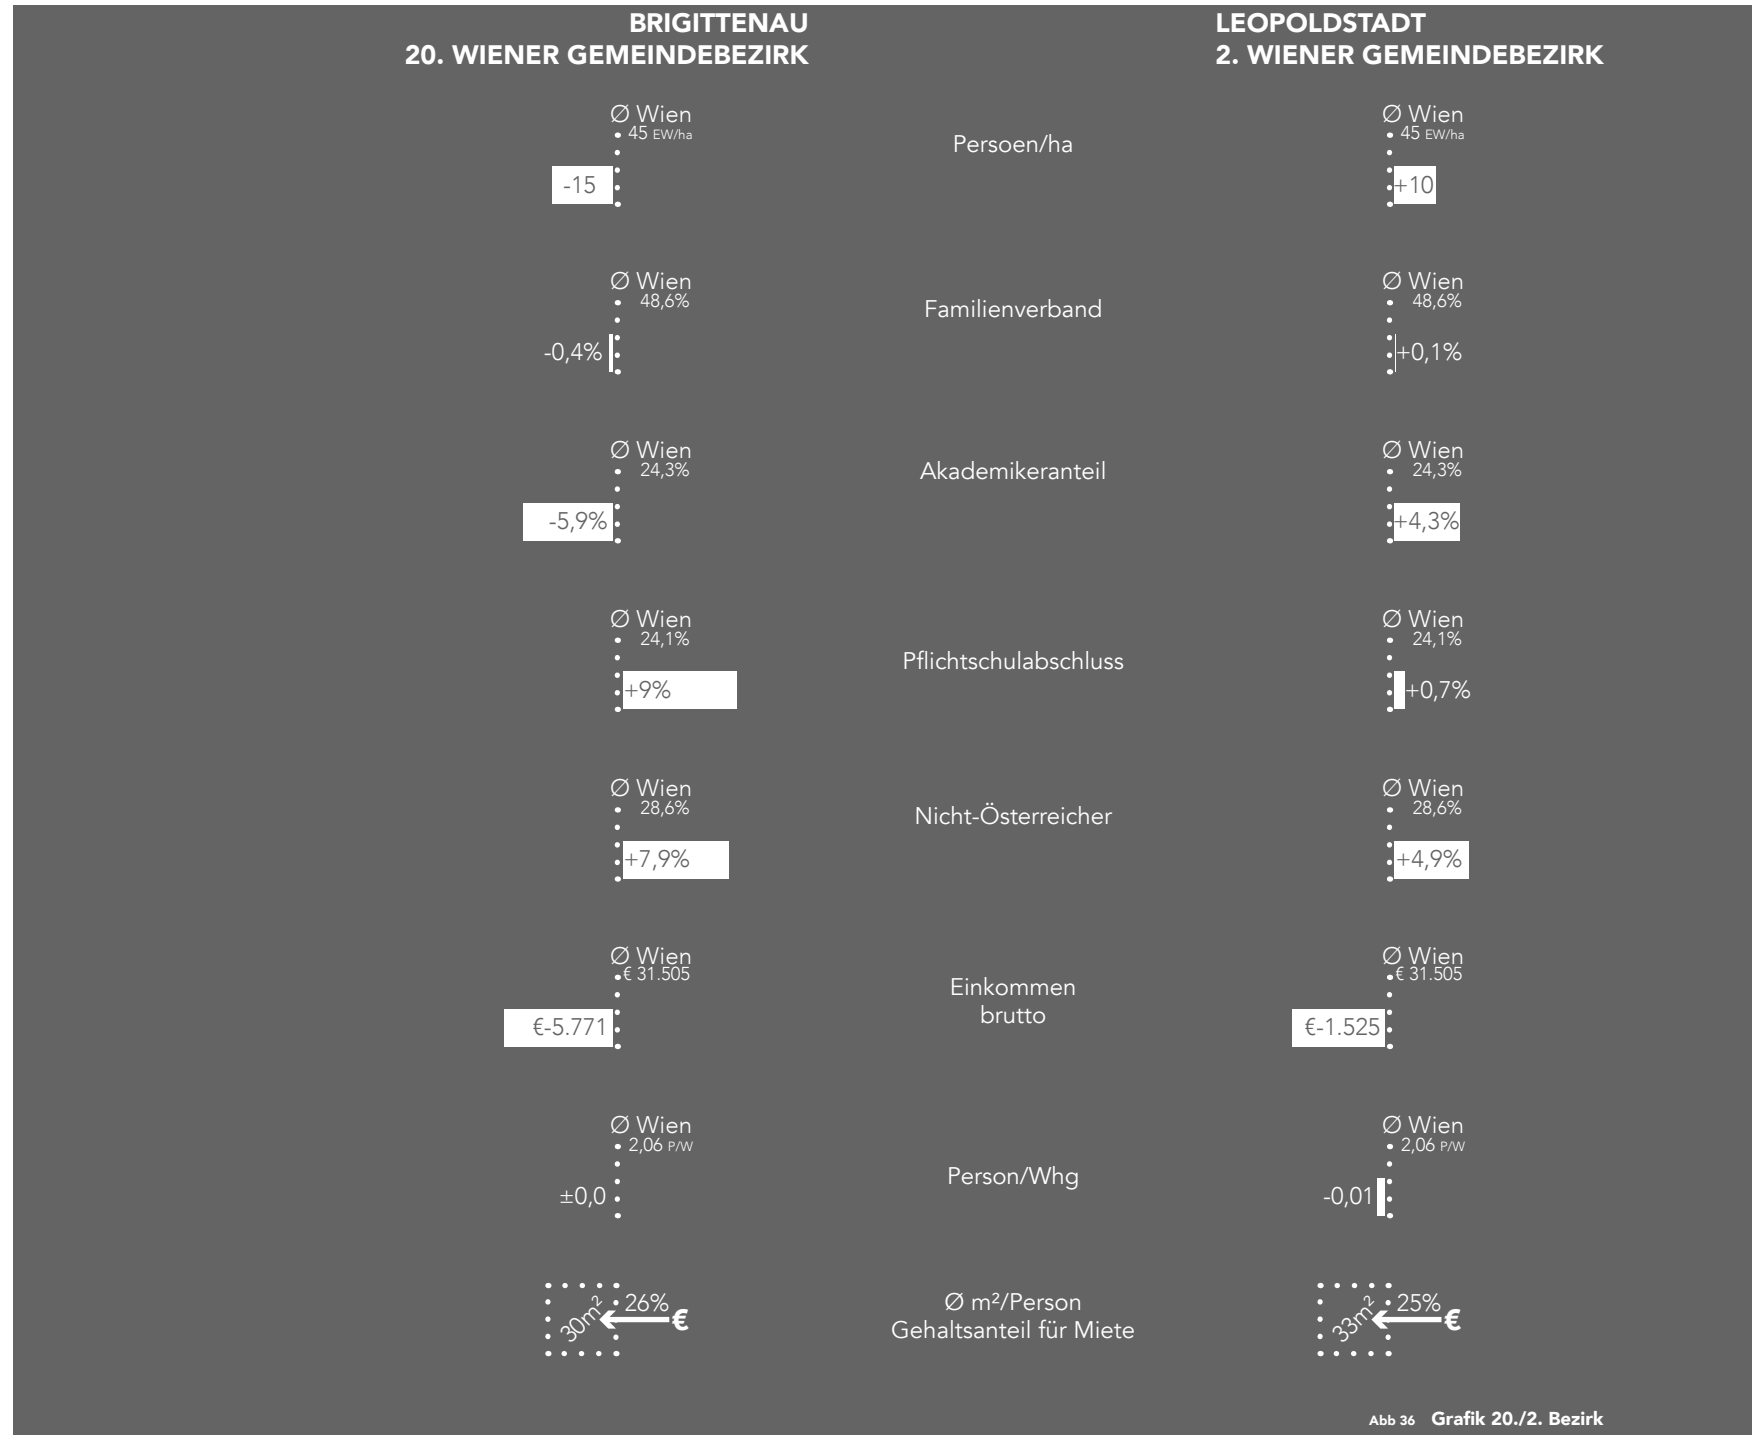 BRIGITTENAU
20. WIENER GEMEINDEBEZIRK
LEOPOLDSTADT
2. WIENER GEMEINDEBEZIRK
Ø Wien
45 EW/ha
-15
Persoen/ha
Ø Wien
45 EW/ha
+10
Ø Wien
48,6%
-0,4%
Familienverband
Ø Wien
48,6%
+0,1%
Ø Wien
24,3%
-5,9%
Akademikeranteil
Ø Wien
24,3%
+4,3%
Ø Wien
24,1%
+9%
Pflichtschulabschluss
Ø Wien
24,1%
+0,7%
Ø Wien
28,6%
+7,9%
Nicht-Österreicher
Ø Wien
28,6%
+4,9%
Ø Wien
€ 31.505
€-5.771
Einkommen
brutto
Ø Wien
€ 31.505
€-1.525
Ø Wien
2,06 P/W
±0,0
Person/Whg
Ø Wien
2,06 P/W
-0,01
30m²
26%
€
Ø m²/Person
Gehaltsanteil für Miete
33m²
25%
€
Abb 36 Grafik 20./2. Bezirk